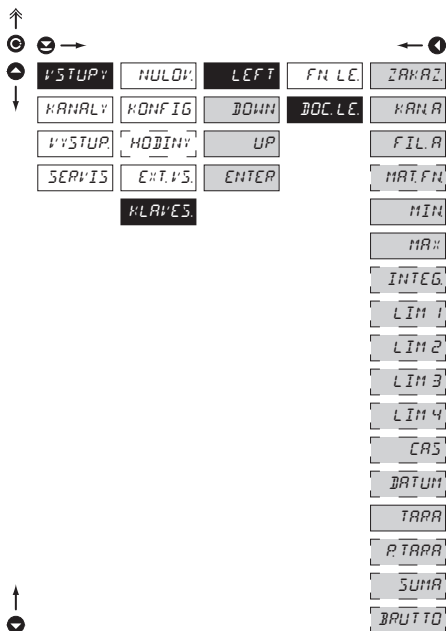 VSTUPY NULOV. LEFT FN. LE. ZAKAZ.
KANALY KONFIG DOWN DOC. LE. KAN. A
VYSTUP. HODINY UP FIL. A
SERVIS EXT. VS. ENTER MAT. FN.
KLAVES. MIN.
MAX
INTEG.
LIM 1
LIM 2
LIM 3
LIM 4
CAS
DATUM
TARA
P. TARA
SUMA
BRUTTO